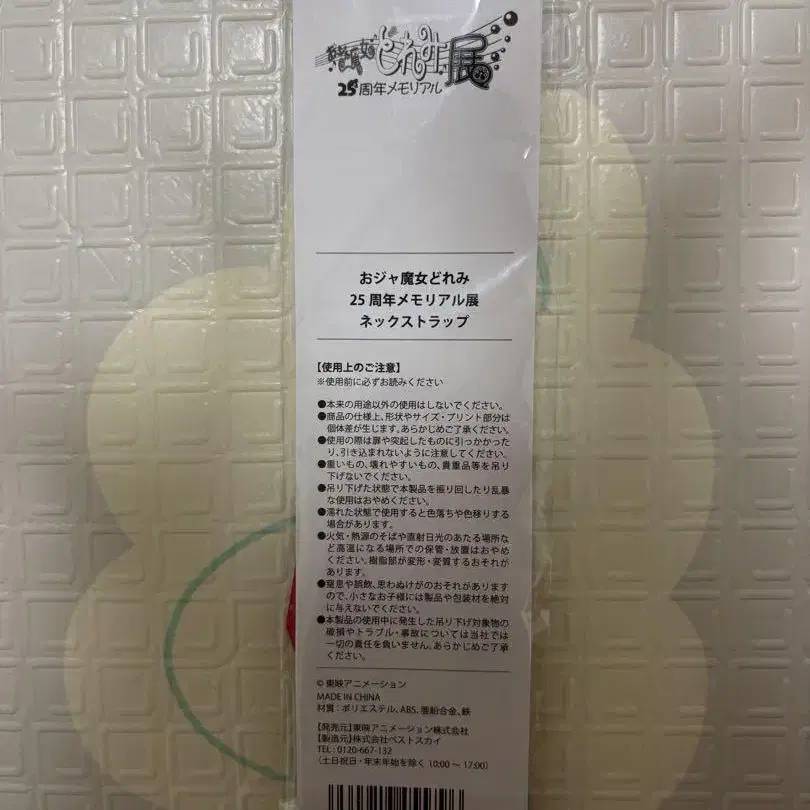 おジャ魔女どれみ展
25周年メモリアル
おジャ魔女どれみ
25周年メモリアル展
ネックストラップ
【使用上のご注意】
※使用前に必ずお読みください
●本来の用途以外の使用はしないでください。
●商品の仕様上、形状やサイズ・プリント部分は
個体差が生じます。あらかじめご了承ください。
●使用の際は扉や突起したものに引っかかった
り、引き込まれないように注意してください。
●重いもの、壊れやすいもの、貴重品等を吊り
下げないでください。
●吊り下げた状態で本製品を振り回したり乱暴
な使用はおやめください。
●濡れた状態で使用すると色落ちや色移りする
場合があります。
●火気・熱源のそばや直射日光のあたる場所な
ど高温になる場所での保管・放置はおやめ
ください。樹脂部が変形・変質するおそれが
あります。
●窒息や誤飲、思わぬけがのおそれがあります
ので、小さなお子様には製品や包装材を絶対
に与えないでください。
●本製品の使用中に発生した吊り下げ対象物の
破損やトラブル・事故については当社では
一切の責任を負いません。あらかじめご了承
ください。
© 東映アニメーション
MADE IN CHINA
材質：ポリエステル、ABS、亜鉛合金、鉄
【発売元】東映アニメーション株式会社
【製造元】株式会社ベストスカイ
TEL：0120-667-132
（土日祝日・年末年始を除く 10:00～17:00）